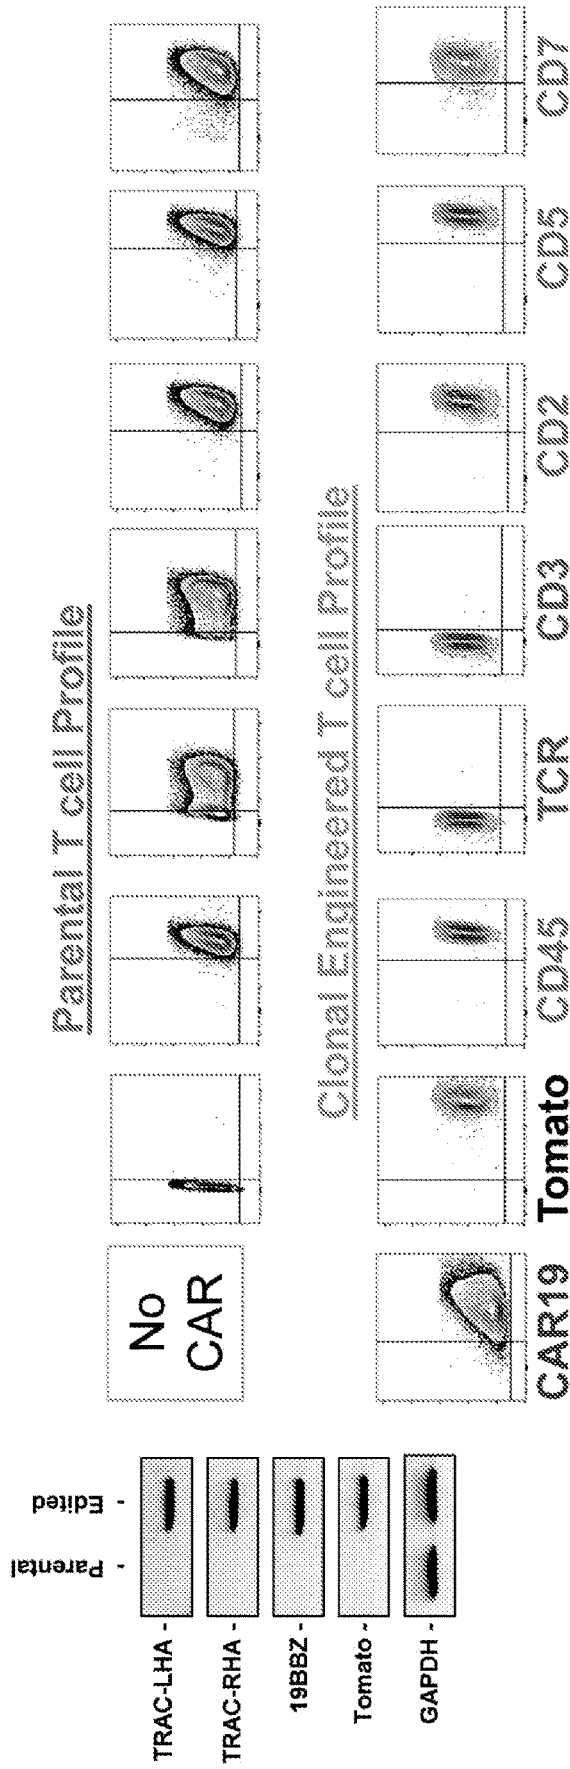 Parental -
Edited -
TRAC-LHA -
TRAC-RHA -
19BBZ -
Tomato ~
GAPDH -
Parental T cell Profile
No
CAR
Clonal Engineered T cell Profile
CAR19
Tomato
CD45
TCR
CD3
CD2
CD5
CD7